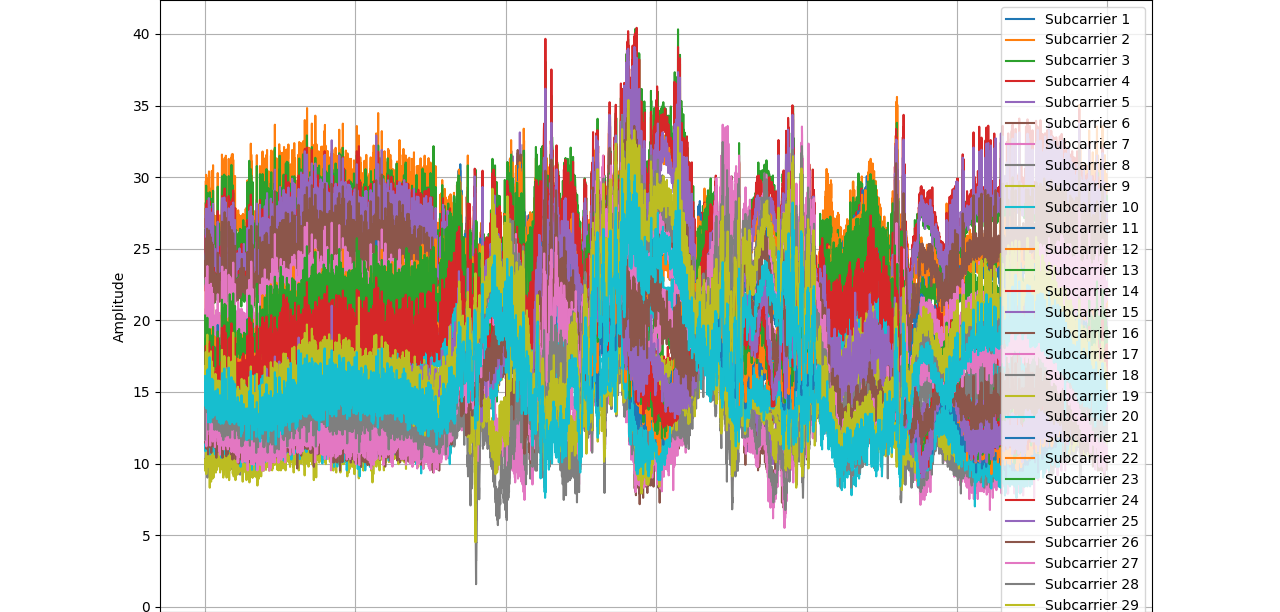 40
35
30
25
20
15
10
5
0
Amplitude
Subcarrier 1
Subcarrier 2
Subcarrier 3
Subcarrier 4
Subcarrier 5
Subcarrier 6
Subcarrier 7
Subcarrier 8
Subcarrier 9
Subcarrier 10
Subcarrier 11
Subcarrier 12
Subcarrier 13
Subcarrier 14
Subcarrier 15
Subcarrier 16
Subcarrier 17
Subcarrier 18
Subcarrier 19
Subcarrier 20
Subcarrier 21
Subcarrier 22
Subcarrier 23
Subcarrier 24
Subcarrier 25
Subcarrier 26
Subcarrier 27
Subcarrier 28
Subcarrier 29